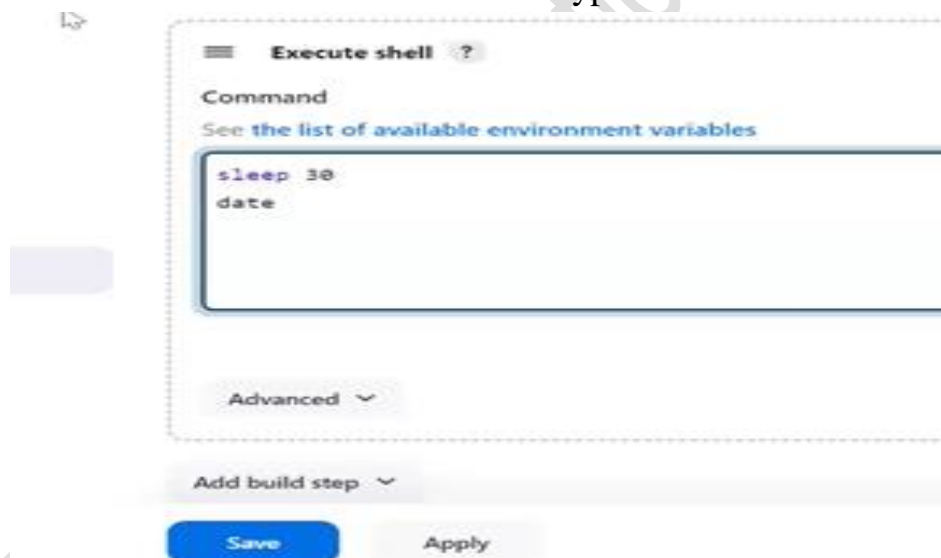 Execute shell ?
Command
See the list of available environment variables
sleep 30
date
Advanced
Add build step
Save
Apply